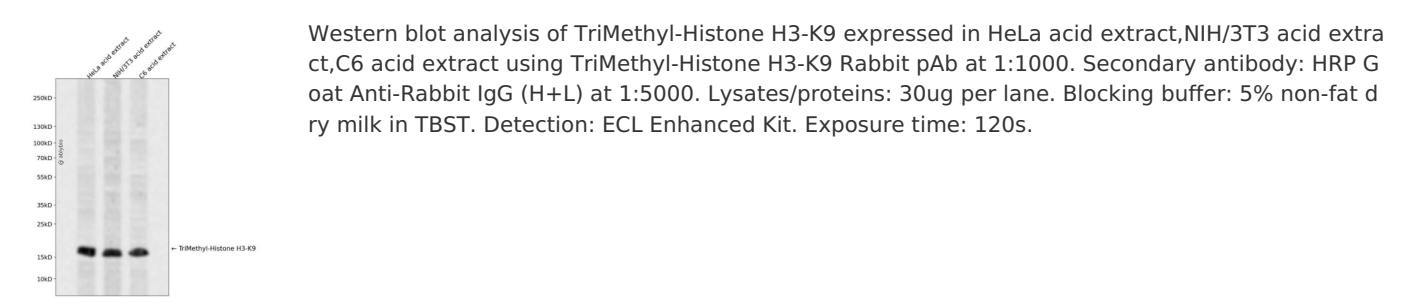 HeLa acid extract
NIH/3T3 acid extract
C6 acid extract
250kD
130kD
100kD
70kD
55kD
35kD
25kD
15kD
10kD
@ Abbybio
← TriMethyl-Histone H3-K9
Western blot analysis of TriMethyl-Histone H3-K9 expressed in HeLa acid extract,NIH/3T3 acid extra
ct,C6 acid extract using TriMethyl-Histone H3-K9 Rabbit pAb at 1:1000. Secondary antibody: HRP G
oat Anti-Rabbit IgG (H+L) at 1:5000. Lysates/proteins: 30ug per lane. Blocking buffer: 5% non-fat d
ry milk in TBST. Detection: ECL Enhanced Kit. Exposure time: 120s.